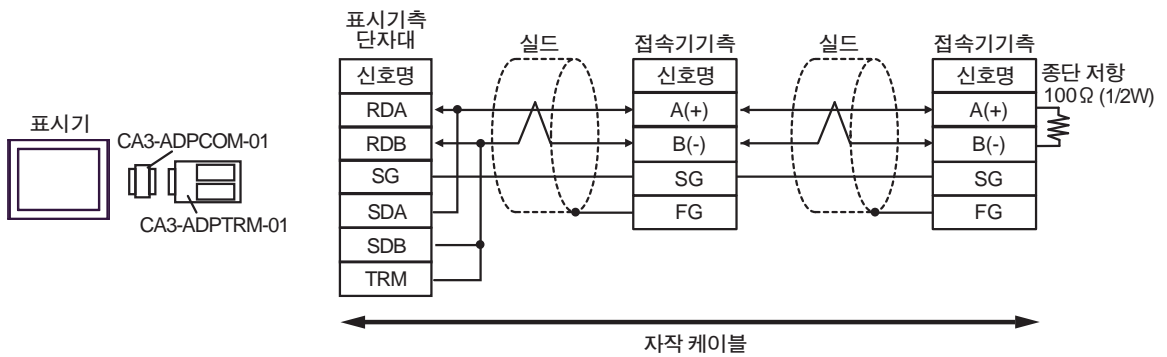 표시기
CA3-ADPCOM-01
CA3-ADPTRM-01
표시기측
단자대
신호명
RDA
RDB
SG
SDA
SDB
TRM
실드
접속기기측
신호명
A(+)
B(-)
SG
FG
실드
접속기기측
신호명
A(+)
B(-)
SG
FG
종단 저항
100Ω (1/2W)
자작 케이블